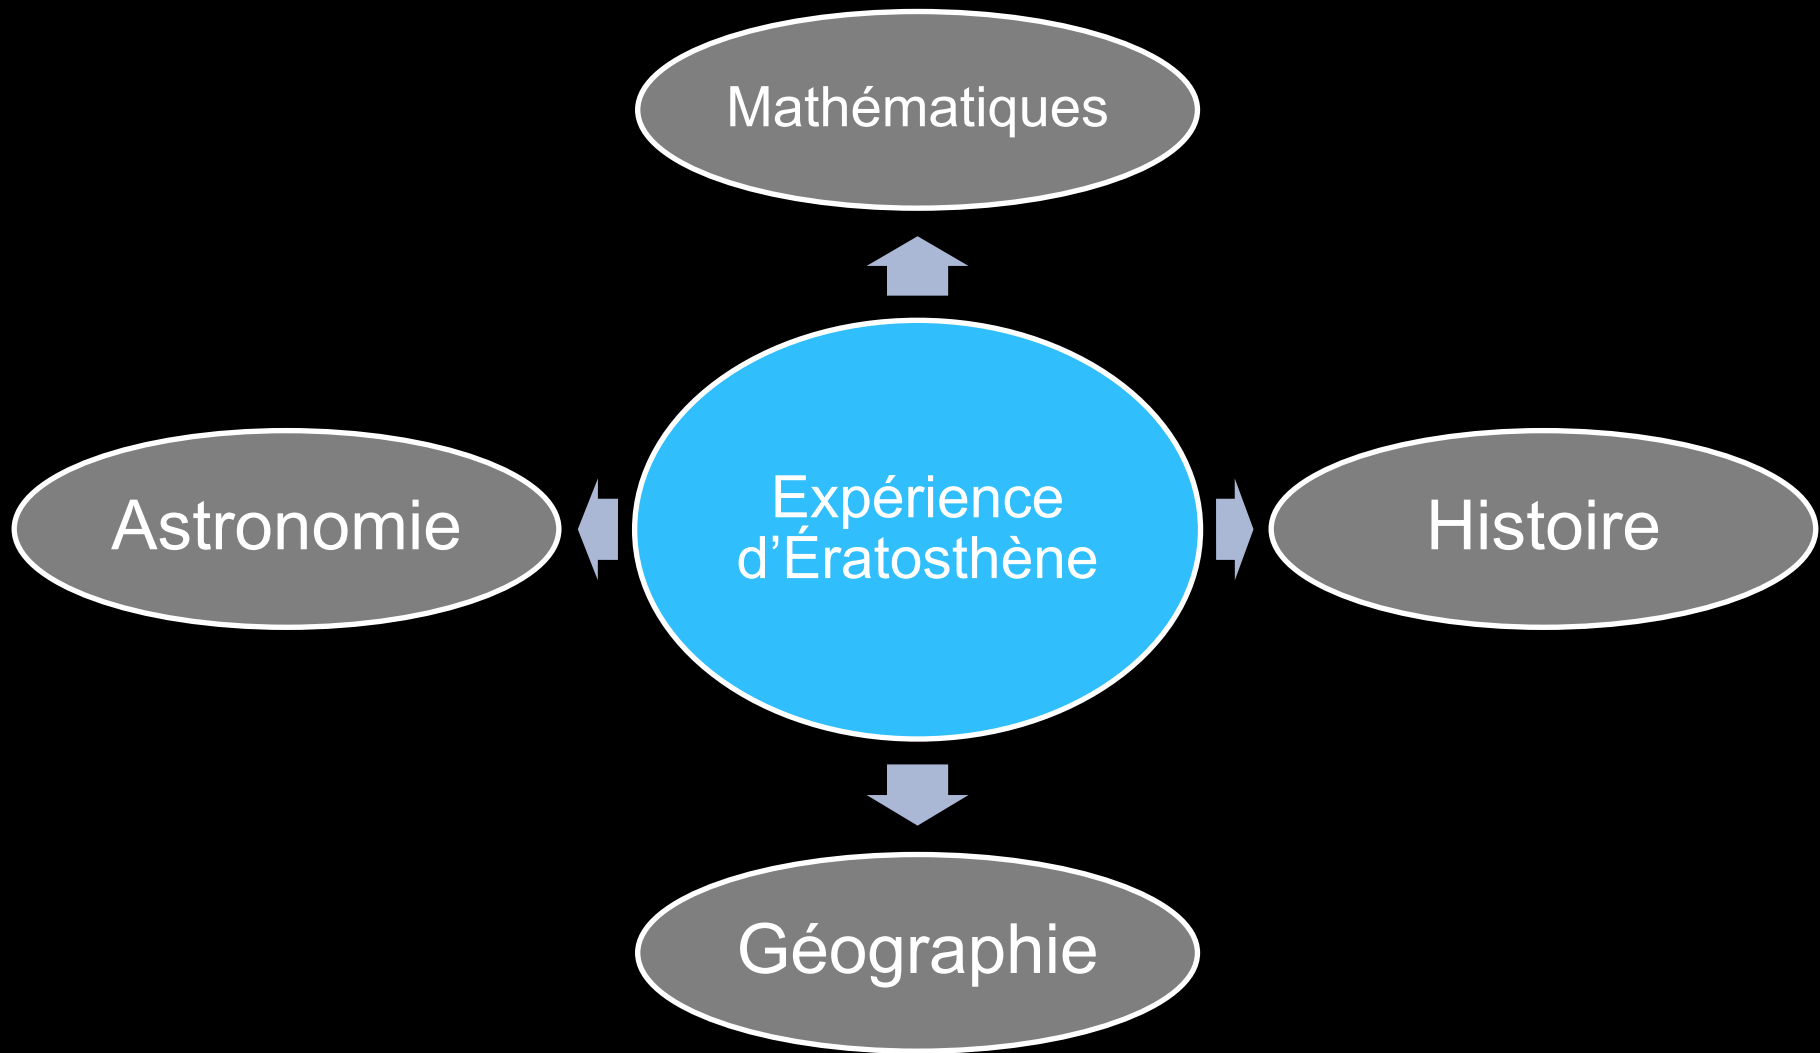 Mathématiques
Astronomie
Expérience
d’Ératosthène
Histoire
Géographie